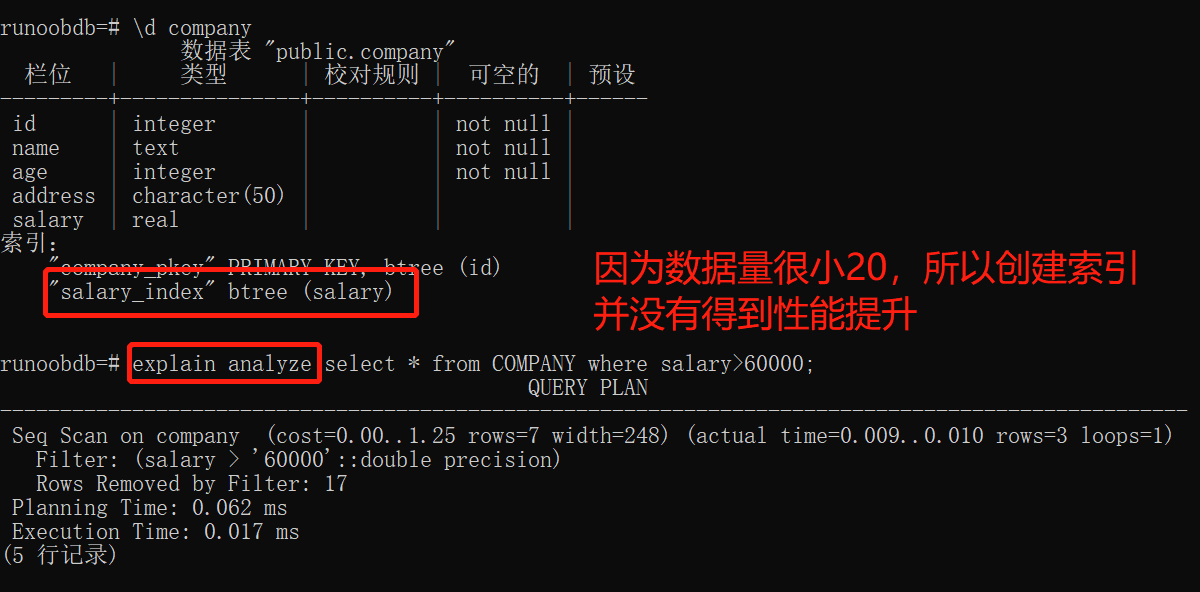 runoobdb=# \d company
数据表 "public.company"
栏位 | 类型 | 校对规则 | 可空的 | 预设
---------+---------------+----------+----------+------
id | integer | | not null |
name | text | | not null |
age | integer | | not null |
address | character(50) | | |
salary | real | | |
索引:
"company_pkey" PRIMARY KEY, btree (id)
"salary_index" btree (salary)
因为数据量很小20，所以创建索引
并没有得到性能提升
runoobdb=# explain analyze select * from COMPANY where salary>60000;
QUERY PLAN
---------------------------------------------------------------------------------------------------
Seq Scan on company (cost=0.00..1.25 rows=7 width=248) (actual time=0.009..0.010 rows=3 loops=1)
Filter: (salary > '60000'::double precision)
Rows Removed by Filter: 17
Planning Time: 0.062 ms
Execution Time: 0.017 ms
(5 行记录)